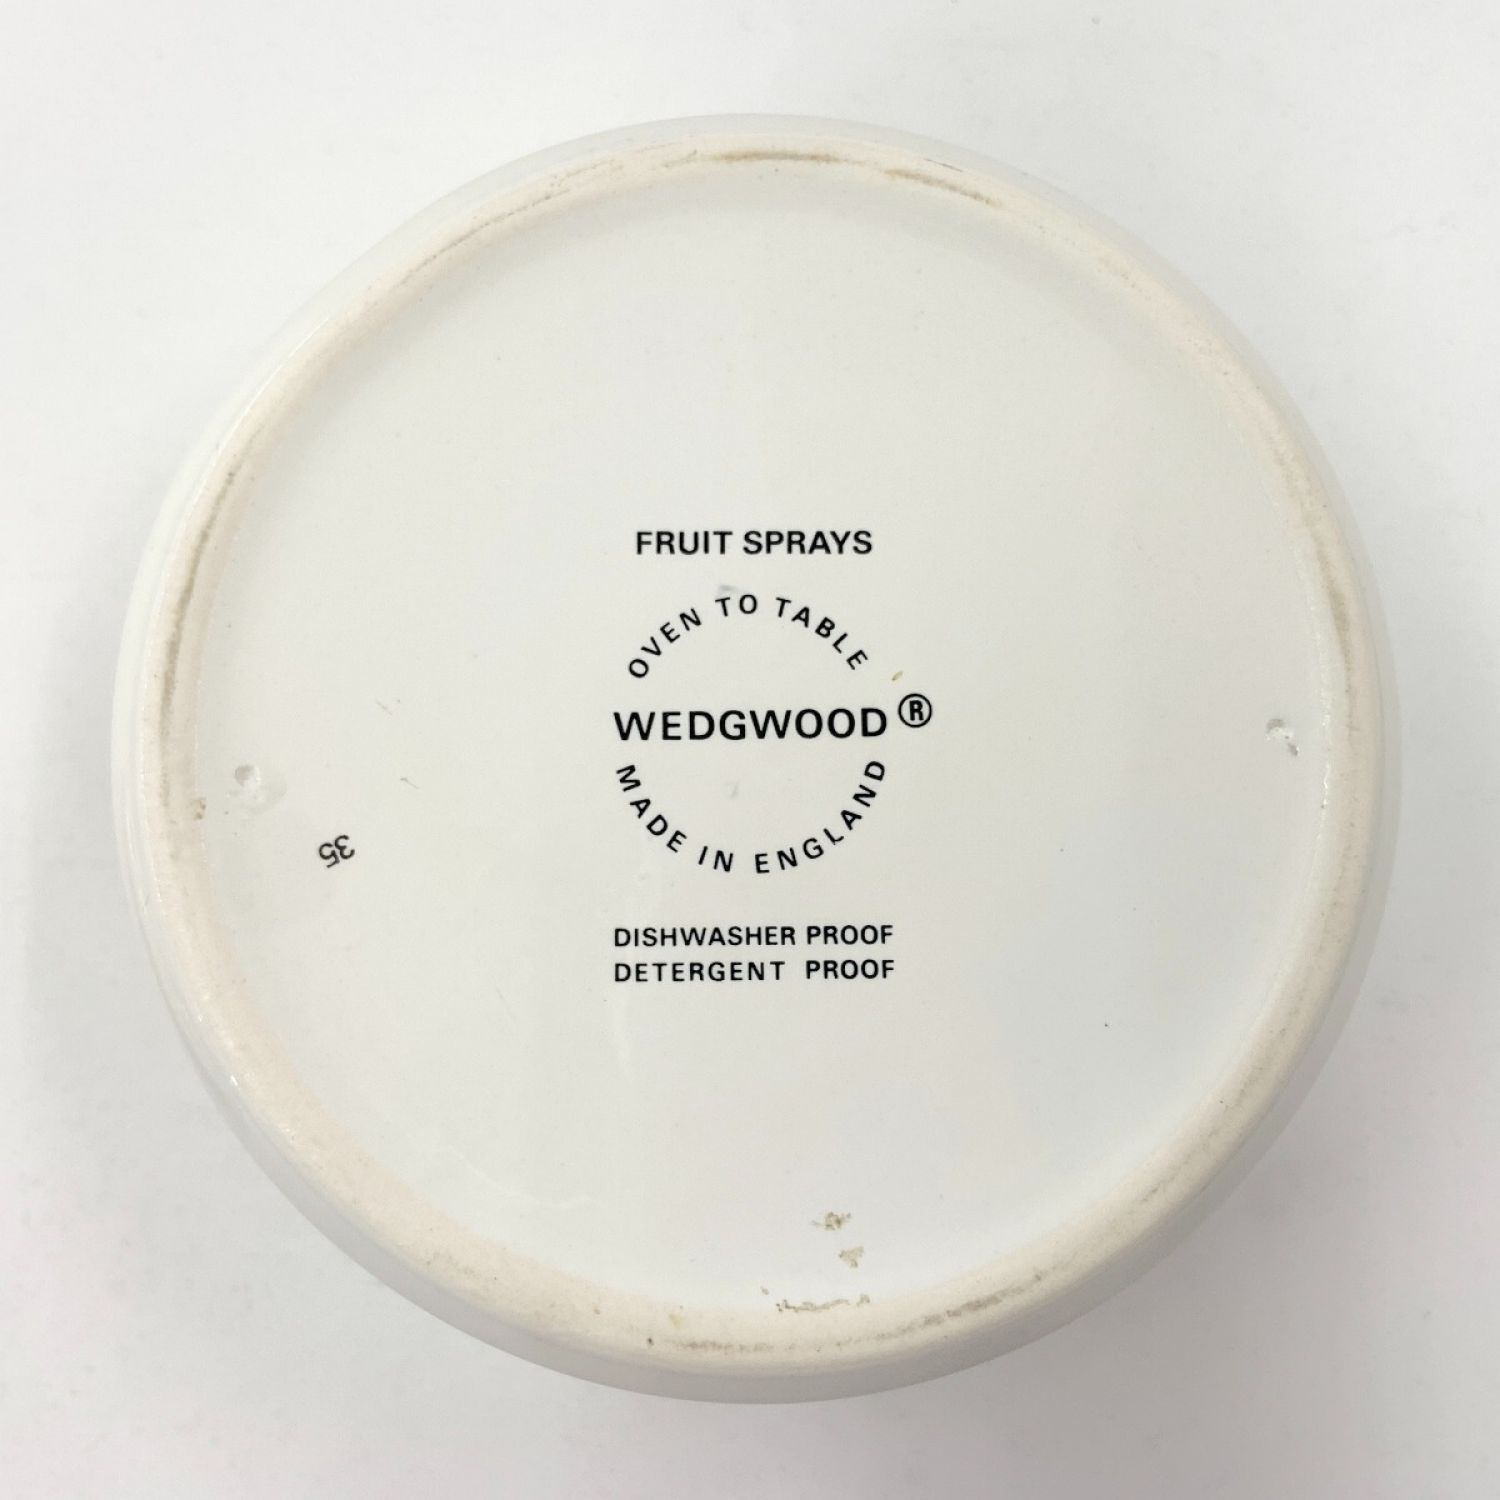 FRUIT SPRAYS
OVEN TO TABLE
WEDGWOOD®
MADE IN ENGLAND
DISHWASHER PROOF
DETERGENT PROOF
35